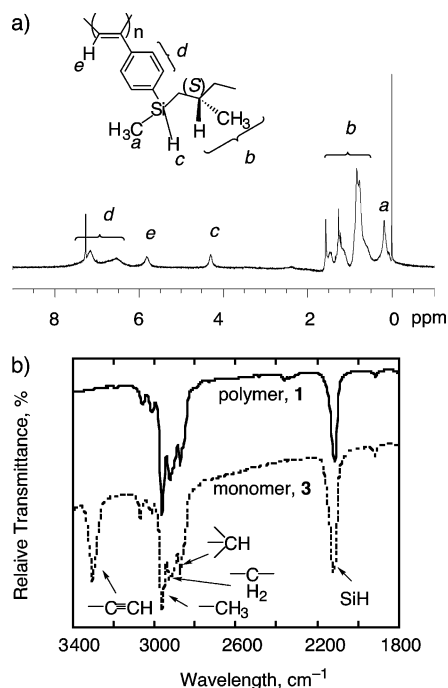 a)
n
H
e
d
(S)
Si
H₃C
a
CH₃
H
H
c
b
b
d
e
c
a
8
6
4
2
0
ppm
b)
Relaive Transmittance, %
polymer, 1
monomer, 3
CH
C
H₂
—C≡CH
—CH₃
SiH
3400
3000
2600
2200
1800
Wavelength, cm⁻¹